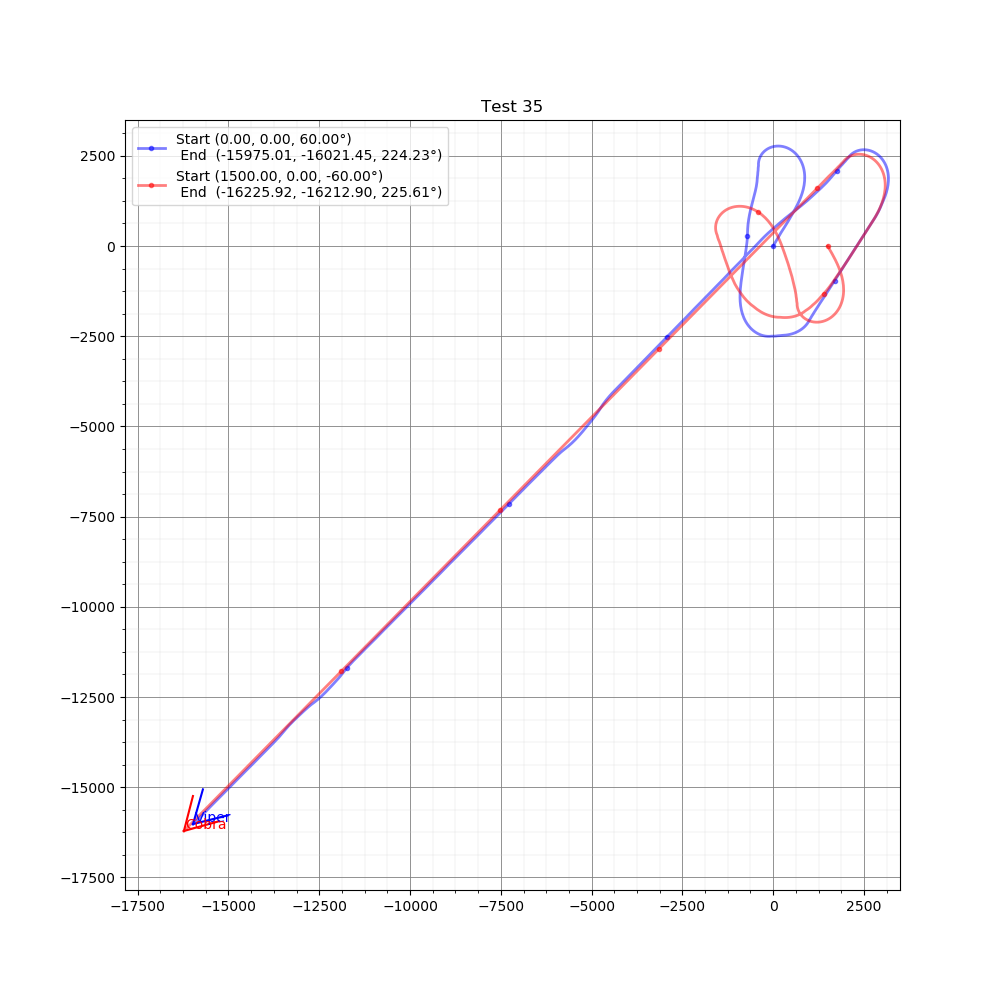 Test 35
Start (0.00, 0.00, 60.00°)
End (-15975.01, -16021.45, 224.23°)
Start (1500.00, 0.00, -60.00°)
End (-16225.92, -16212.90, 225.61°)
2500
0
−2500
−5000
−7500
−10000
−12500
−15000
−17500
Viper
Cobra
−17500 −15000 −12500 −10000 −7500 −5000 −2500 0 2500